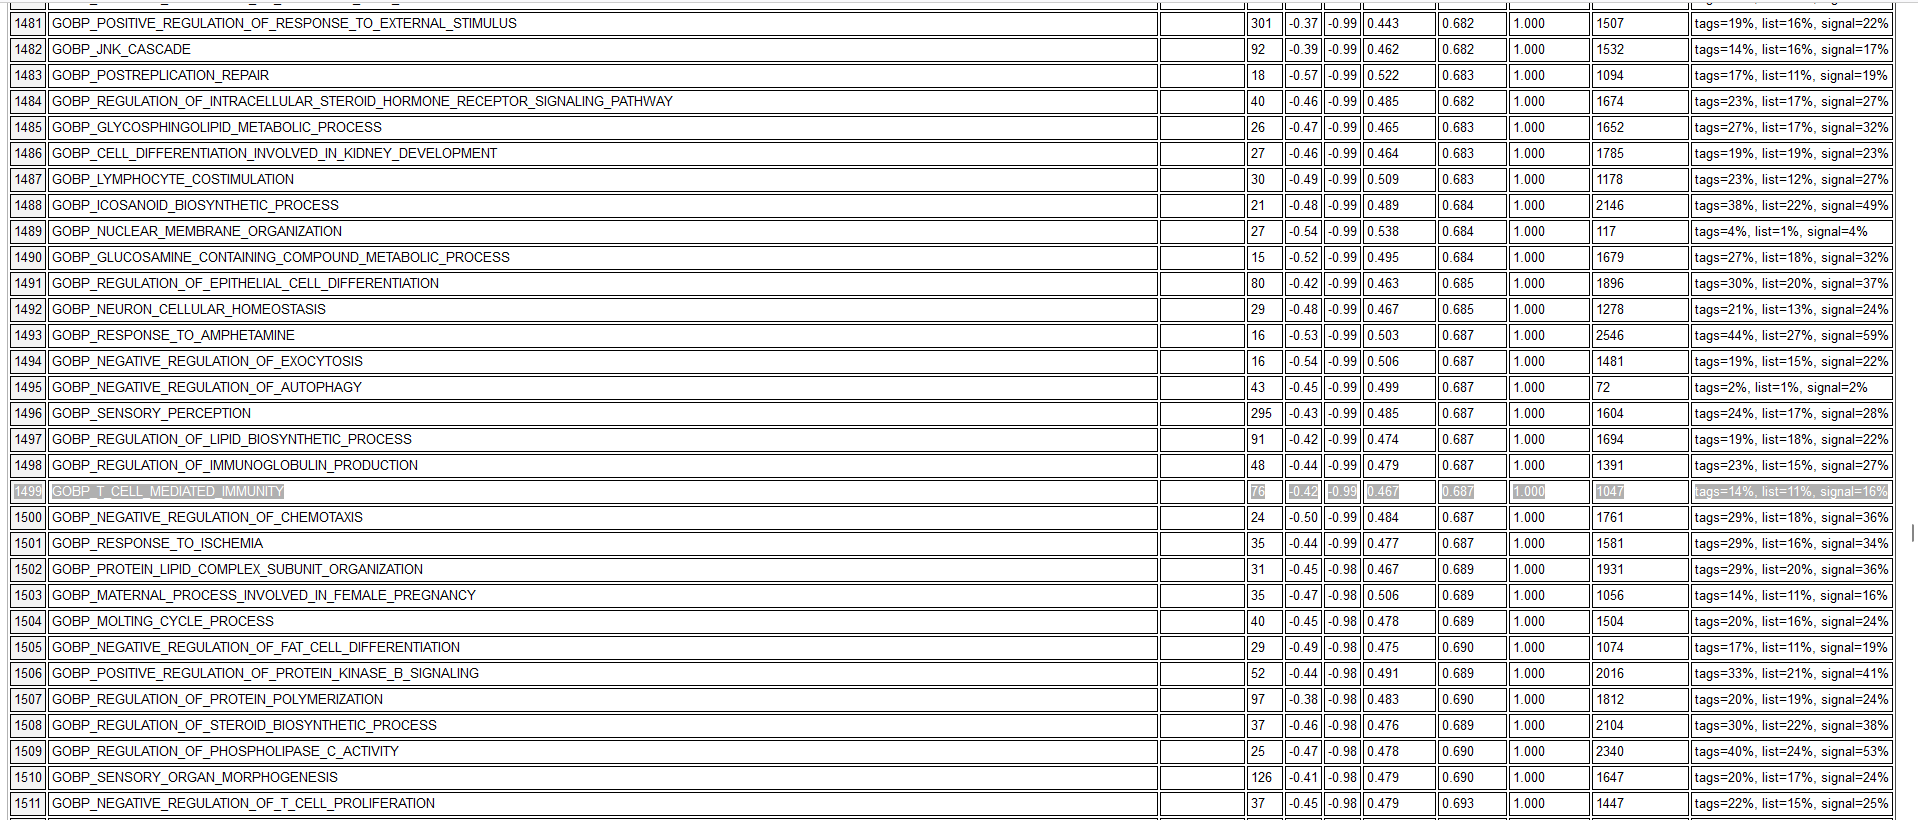 1481 GOBP_POSITIVE_REGULATION_OF_RESPONSE_TO_EXTERNAL_STIMULUS 301 -0.37 -0.99 0.443 0.682 1.000 1507 tags=19%, list=16%, signal=22%
1482 GOBP_JNK_CASCADE 92 -0.39 -0.99 0.462 0.682 1.000 1532 tags=14%, list=16%, signal=17%
1483 GOBP_POSTREPLICATION_REPAIR 18 -0.57 -0.99 0.522 0.683 1.000 1094 tags=17%, list=11%, signal=19%
1484 GOBP_REGULATION_OF_INTRACELLULAR_STEROID_HORMONE_RECEPTOR_SIGNALING_PATHWAY 40 -0.46 -0.99 0.485 0.682 1.000 1674 tags=23%, list=17%, signal=27%
1485 GOBP_GLYCOSPHINGOLIPID_METABOLIC_PROCESS 26 -0.47 -0.99 0.465 0.683 1.000 1652 tags=27%, list=17%, signal=32%
1486 GOBP_CELL_DIFFERENTIATION_INVOLVED_IN_KIDNEY_DEVELOPMENT 27 -0.46 -0.99 0.464 0.683 1.000 1785 tags=19%, list=19%, signal=23%
1487 GOBP_LYMPHOCYTE_COSTIMULATION 30 -0.49 -0.99 0.509 0.683 1.000 1178 tags=23%, list=12%, signal=27%
1488 GOBP_ICOSANOID_BIOSYNTHETIC_PROCESS 21 -0.48 -0.99 0.489 0.684 1.000 2146 tags=38%, list=22%, signal=49%
1489 GOBP_NUCLEAR_MEMBRANE_ORGANIZATION 27 -0.54 -0.99 0.538 0.684 1.000 117 tags=4%, list=1%, signal=4%
1490 GOBP_GLUCOSAMINE_CONTAINING_COMPOUND_METABOLIC_PROCESS 15 -0.52 -0.99 0.495 0.684 1.000 1679 tags=27%, list=18%, signal=32%
1491 GOBP_REGULATION_OF_EPITHELIAL_CELL_DIFFERENTIATION 80 -0.42 -0.99 0.463 0.685 1.000 1896 tags=30%, list=20%, signal=37%
1492 GOBP_NEURON_CELLULAR_HOMEOSTASIS 29 -0.48 -0.99 0.467 0.685 1.000 1278 tags=21%, list=13%, signal=24%
1493 GOBP_RESPONSE_TO_AMPHETAMINE 16 -0.53 -0.99 0.503 0.687 1.000 2546 tags=44%, list=27%, signal=59%
1494 GOBP_NEGATIVE_REGULATION_OF_EXOCYTOSIS 16 -0.54 -0.99 0.506 0.687 1.000 1481 tags=19%, list=15%, signal=22%
1495 GOBP_NEGATIVE_REGULATION_OF_AUTOPHAGY 43 -0.45 -0.99 0.499 0.687 1.000 72 tags=2%, list=1%, signal=2%
1496 GOBP_SENSORY_PERCEPTION 295 -0.43 -0.99 0.485 0.687 1.000 1604 tags=24%, list=17%, signal=28%
1497 GOBP_REGULATION_OF_LIPID_BIOSYNTHETIC_PROCESS 91 -0.42 -0.99 0.474 0.687 1.000 1694 tags=19%, list=18%, signal=22%
1498 GOBP_REGULATION_OF_IMMUNOGLOBULIN_PRODUCTION 48 -0.44 -0.99 0.479 0.687 1.000 1391 tags=23%, list=15%, signal=27%
1499 GOBP_T_CELL_MEDIATED_IMMUNITY 76 -0.42 -0.99 0.467 0.687 1.000 1047 tags=14%, list=11%, signal=16%
1500 GOBP_NEGATIVE_REGULATION_OF_CHEMOTAXIS 24 -0.50 -0.99 0.484 0.687 1.000 1761 tags=29%, list=18%, signal=36%
1501 GOBP_RESPONSE_TO_ISCHEMIA 35 -0.44 -0.99 0.477 0.687 1.000 1581 tags=29%, list=16%, signal=34%
1502 GOBP_PROTEIN_LIPID_COMPLEX_SUBUNIT_ORGANIZATION 31 -0.45 -0.98 0.467 0.689 1.000 1931 tags=29%, list=20%, signal=36%
1503 GOBP_MATERNAL_PROCESS_INVOLVED_IN_FEMALE_PREGNANCY 35 -0.47 -0.98 0.506 0.689 1.000 1056 tags=14%, list=11%, signal=16%
1504 GOBP_MOLTING_CYCLE_PROCESS 40 -0.45 -0.98 0.478 0.689 1.000 1504 tags=20%, list=16%, signal=24%
1505 GOBP_NEGATIVE_REGULATION_OF_FAT_CELL_DIFFERENTIATION 29 -0.49 -0.98 0.475 0.690 1.000 1074 tags=17%, list=11%, signal=19%
1506 GOBP_POSITIVE_REGULATION_OF_PROTEIN_KINASE_B_SIGNALING 52 -0.44 -0.98 0.491 0.689 1.000 2016 tags=33%, list=21%, signal=41%
1507 GOBP_REGULATION_OF_PROTEIN_POLYMERIZATION 97 -0.38 -0.98 0.483 0.690 1.000 1812 tags=20%, list=19%, signal=24%
1508 GOBP_REGULATION_OF_STEROID_BIOSYNTHETIC_PROCESS 37 -0.46 -0.98 0.476 0.689 1.000 2104 tags=30%, list=22%, signal=38%
1509 GOBP_REGULATION_OF_PHOSPHOLIPASE_C_ACTIVITY 25 -0.47 -0.98 0.478 0.690 1.000 2340 tags=40%, list=24%, signal=53%
1510 GOBP_SENSORY_ORGAN_MORPHOGENESIS 126 -0.41 -0.98 0.479 0.690 1.000 1647 tags=20%, list=17%, signal=24%
1511 GOBP_NEGATIVE_REGULATION_OF_T_CELL_PROLIFERATION 37 -0.45 -0.98 0.479 0.693 1.000 1447 tags=22%, list=15%, signal=25%